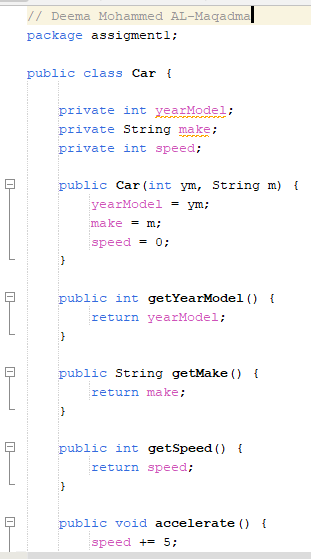 // Deema Mohammed AL-Maqadma
package assigment1;
public class Car {
private int yearModel;
private String make;
private int speed;
public Car(int ym, String m) {
yearModel = ym;
make = m;
speed = 0;
}
public int getYearModel() {
return yearModel;
}
public String getMake() {
return make;
}
public int getSpeed() {
return speed;
}
public void accelerate() {
speed += 5;